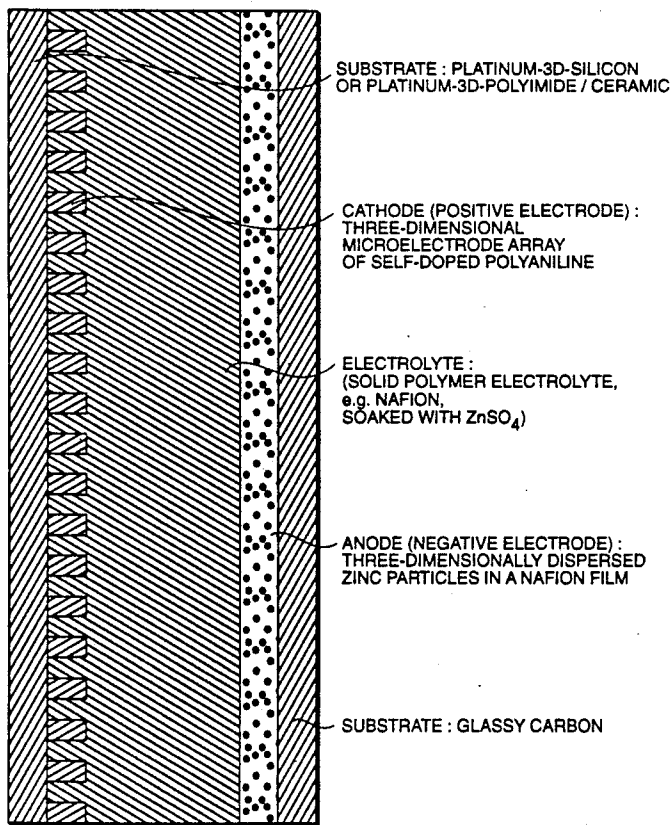 SUBSTRATE : PLATINUM-3D-SILICON
OR PLATINUM-3D-POLYIMIDE / CERAMIC
CATHODE (POSITIVE ELECTRODE) :
THREE-DIMENSIONAL
MICROELECTRODE ARRAY
OF SELF-DOPED POLYANILINE
ELECTROLYTE :
(SOLID POLYMER ELECTROLYTE,
e.g. NAFION,
SOAKED WITH ZnSO₄)
ANODE (NEGATIVE ELECTRODE) :
THREE-DIMENSIONALLY DISPERSED
ZINC PARTICLES IN A NAFION FILM
SUBSTRATE : GLASSY CARBON